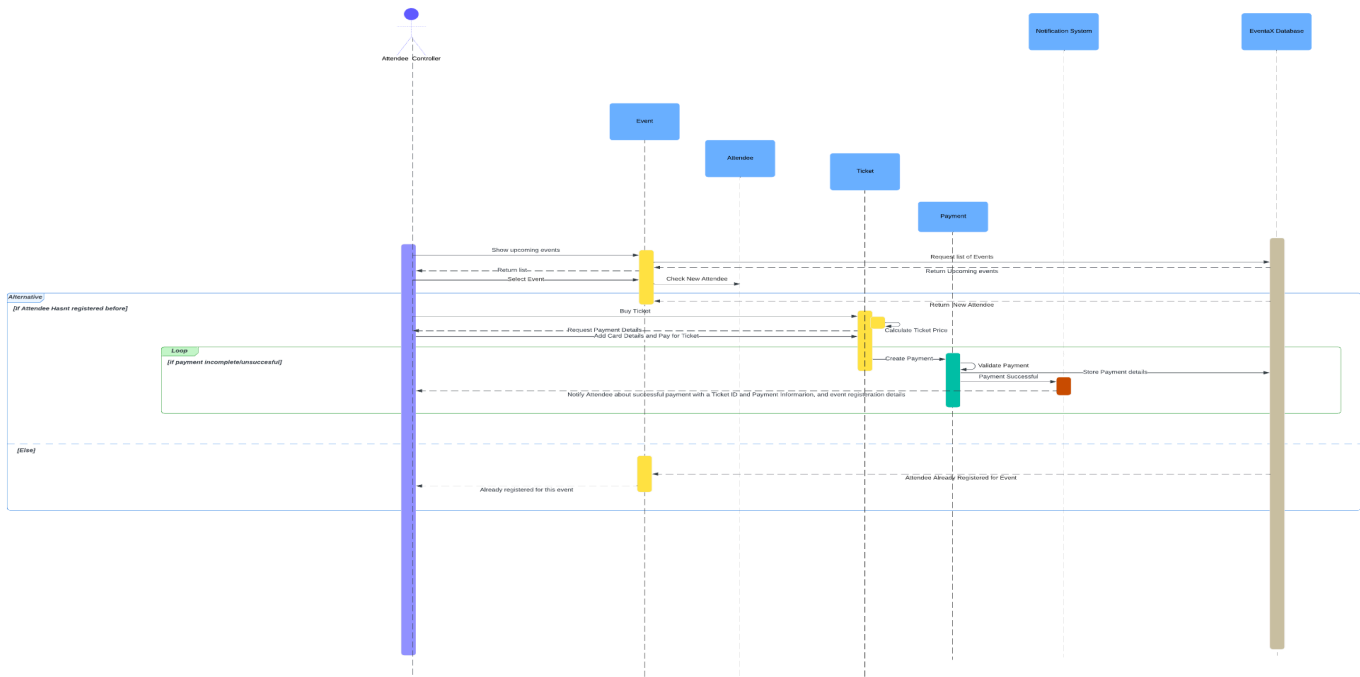 Notification System
EventaX Database
Attendee Controller
Event
Attendee
Ticket
Payment
Show upcoming events
Request list of Events
Return list
Return Upcoming events
Select Event
Check New Attendee
Alternative
[if Attendee Hasnt registered before]
Return New Attendee
Buy Ticket
Request Payment Details
Calculate Ticket Price
Add Card Details and Pay for Ticket
Loop
[if payment incomplete/unsuccesful]
Create Payment
Validate Payment
Store Payment details
Payment Successful
Notify Attendee about successful payment with a Ticket ID and Payment Information, and event registeration details
[Else]
Attendee Already Registered for Event
Already registered for this event